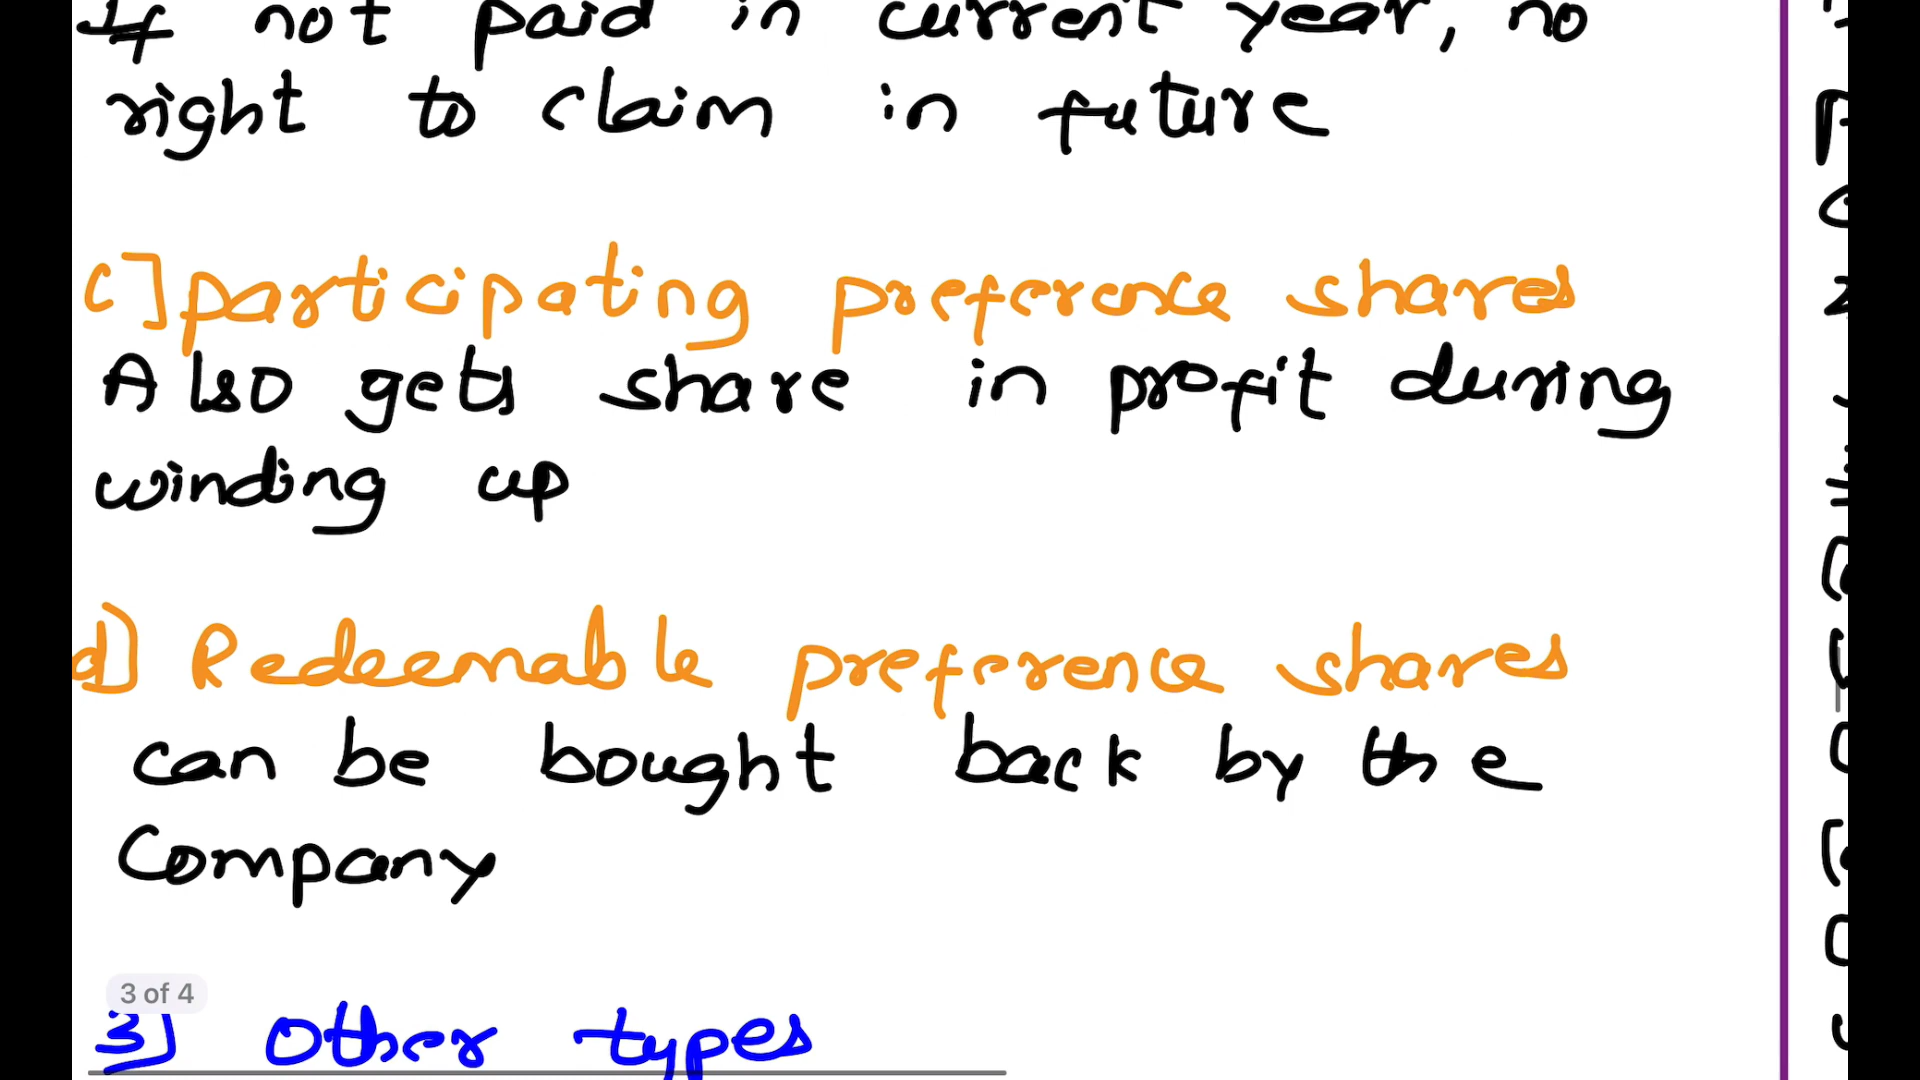 If not paid in current year, no
right to claim in future
c] participating preference shares
Also gets share in profit during
winding up
d] Redeemable preference shares
can be bought back by the
Company
3 of 4
3] Other types